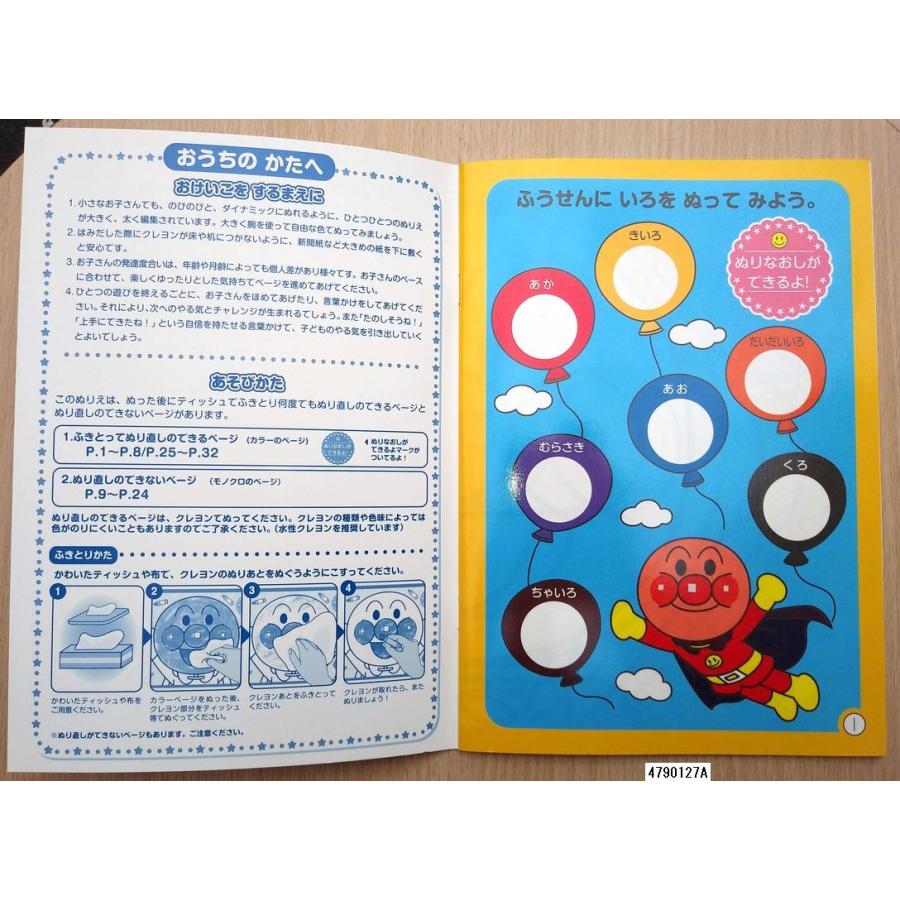 おうちの かたへ
おけいこを するまえに
1. 小さなお子さんでも、のびのびと、ダイナミックにぬれるように、ひとつひとつのぬりえ
が大きく、太く編集されています。大きく腕を使って自由な色でぬってみましょう。
2. はみだした際にクレヨンが床や机につかないように、新聞紙など大きめの紙を下に敷く
と安心です。
3. お子さんの発達度合いは、年齢や月齢によっても個人差があり様々です。お子さんのペース
に合わせて、楽しくゆったりとした気持ちでページを進めてあげてください。
4. ひとつの遊びを終えるごとに、お子さんをほめてあげたり、言葉かけをしてあげてくだ
さい。それにより、次へのやる気とチャレンジが生まれるでしょう。また「たのしそうね！」
「上手にできたね！」という自信を持たせる言葉かけで、子どものやる気を引き出していく
とよいでしょう。
あそびかた
このぬりえは、ぬった後にティッシュでふきとり何度でもぬり直しのできるページと
ぬり直しのできないページがあります。
1.ふきとってぬり直しのできるページ （カラーのページ）
P.1〜P.8/P.25〜P.32
ぬりなおしが
できるよ!
◀ぬりなおしが
できるよマークが
ついてるよ！
2.ぬり直しのできないページ （モノクロのページ）
P.9〜P.24
ぬり直しのできるページは、クレヨンでぬってください。クレヨンの種類や色味によっては
色がのりにくいこともありますのでご了承ください。（水性クレヨンを推奨しています）
ふきとりかた
かわいたティッシュや布で、クレヨンのぬりあとをぬぐうようにこすってください。
1
2
3
4
かわいたティッシュや布を
ご用意ください。
カラーページをぬった後、
クレヨン部分をティッシュ
等でぬぐってください。
クレヨンあとをふきとって
ください。
クレヨンが取れたら、また
ぬりましょう！
※ぬり直しができないページもあります。ご注意ください。
ふうせんに いろを ぬって みよう。
きいろ
ぬりなおしが
できるよ!
あか
だいだいいろ
あお
むらさき
くろ
ちゃいろ
1
4790127A